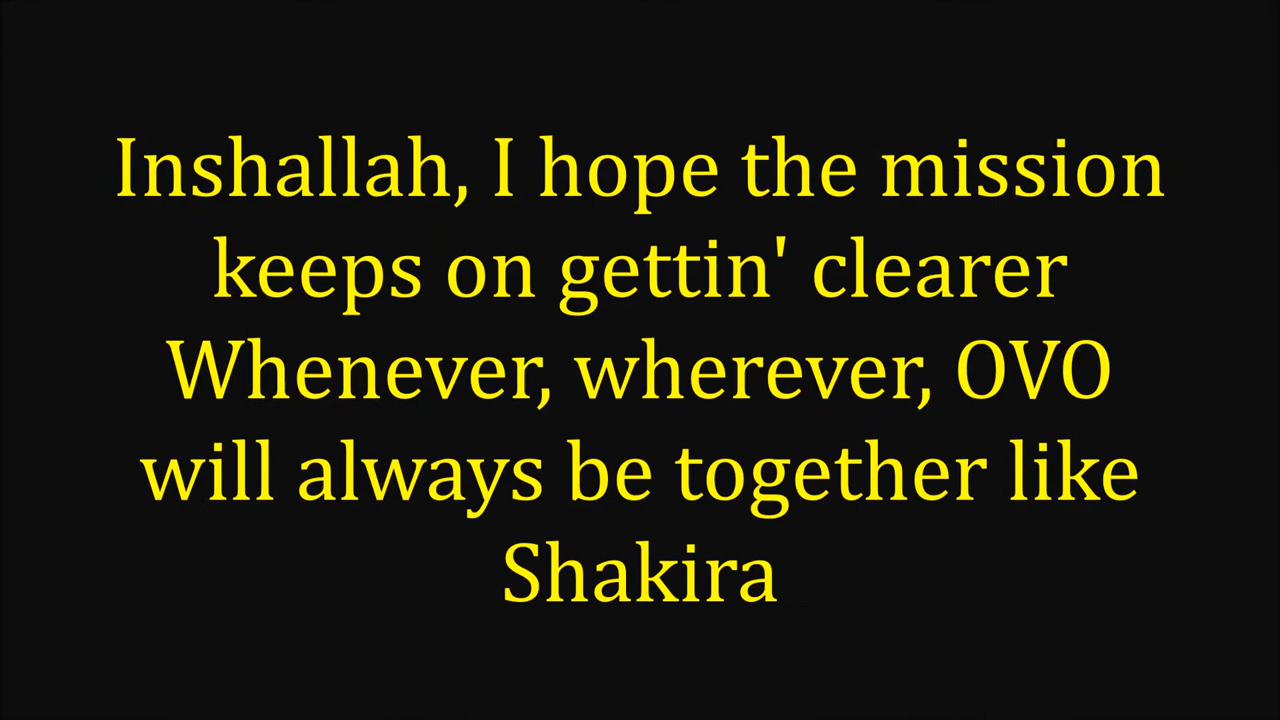 Inshallah, I hope the mission
keeps on gettin' clearer
Whenever, wherever, OVO
will always be together like
Shakira